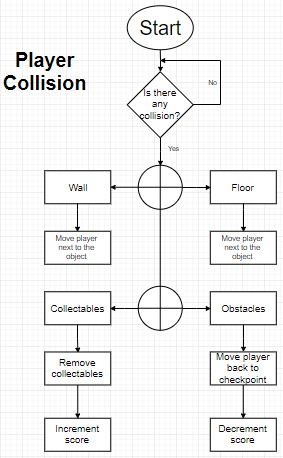 Start
Player
Collision
No
Is there
any
collision?
Yes
Wall
Floor
Move player
next to the
object
Move player
next to the
object
Collectables
Obstacles
Remove
collectables
Move player
back to
checkpoint
Increment
score
Decrement
score